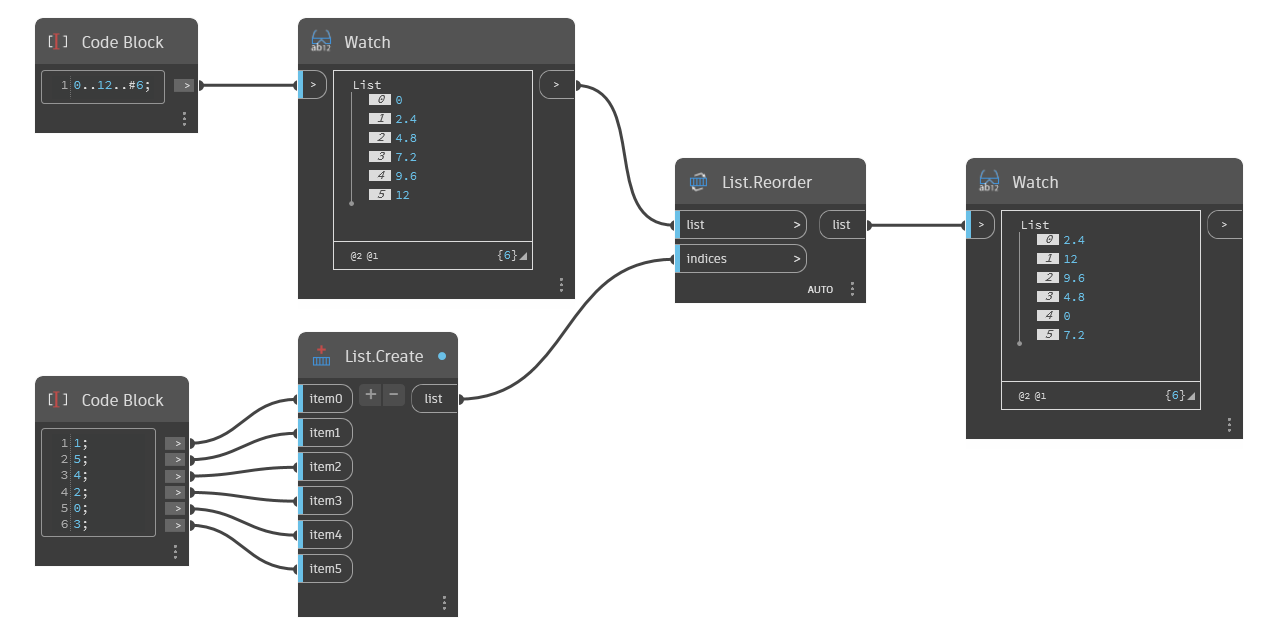 Code Block
1 0..12..#6; >
ab12 Watch
> List >
0 0
1 2.4
2 4.8
3 7.2
4 9.6
5 12
@2 @1 {6}
List.Reorder
list > list
indices >
AUTO
ab12 Watch
> List >
0 2.4
1 12
2 9.6
3 4.8
4 0
5 7.2
@2 @1 {6}
Code Block
1 1; >
2 5; >
3 4; >
4 2; >
5 0; >
6 3; >
List.Create
item0 + - list
item1
item2
item3
item4
item5